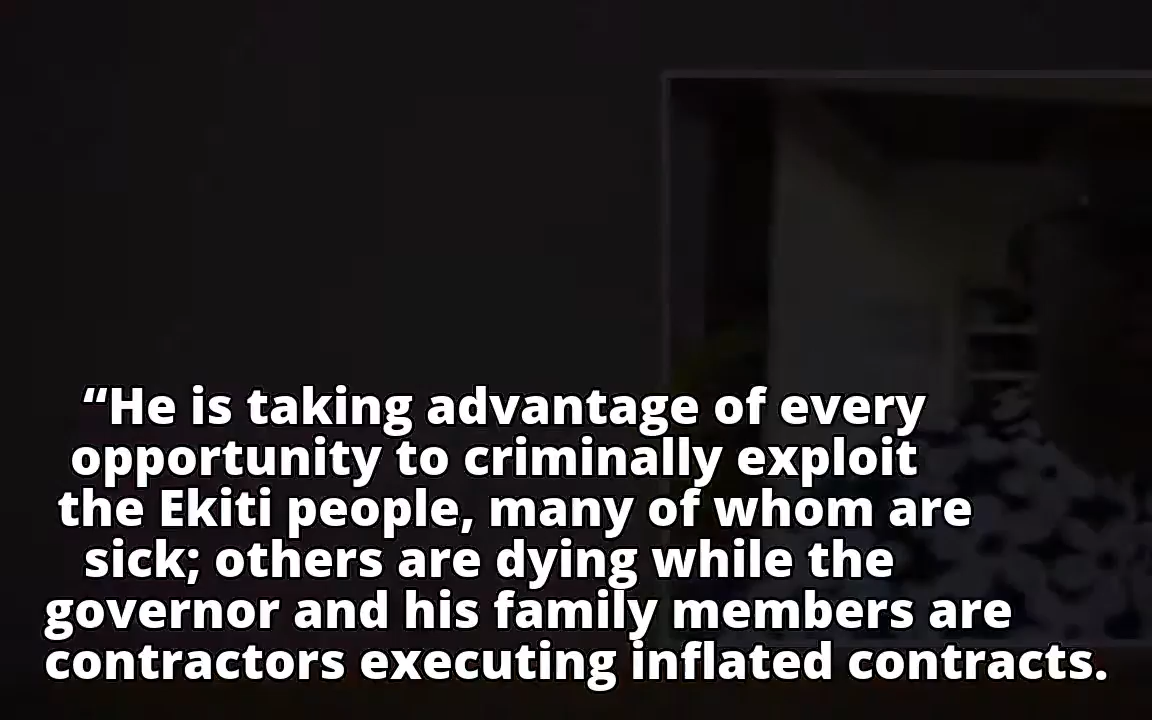 “He is taking advantage of every
opportunity to criminally exploit
the Ekiti people, many of whom are
sick; others are dying while the
governor and his family members are
contractors executing inflated contracts.